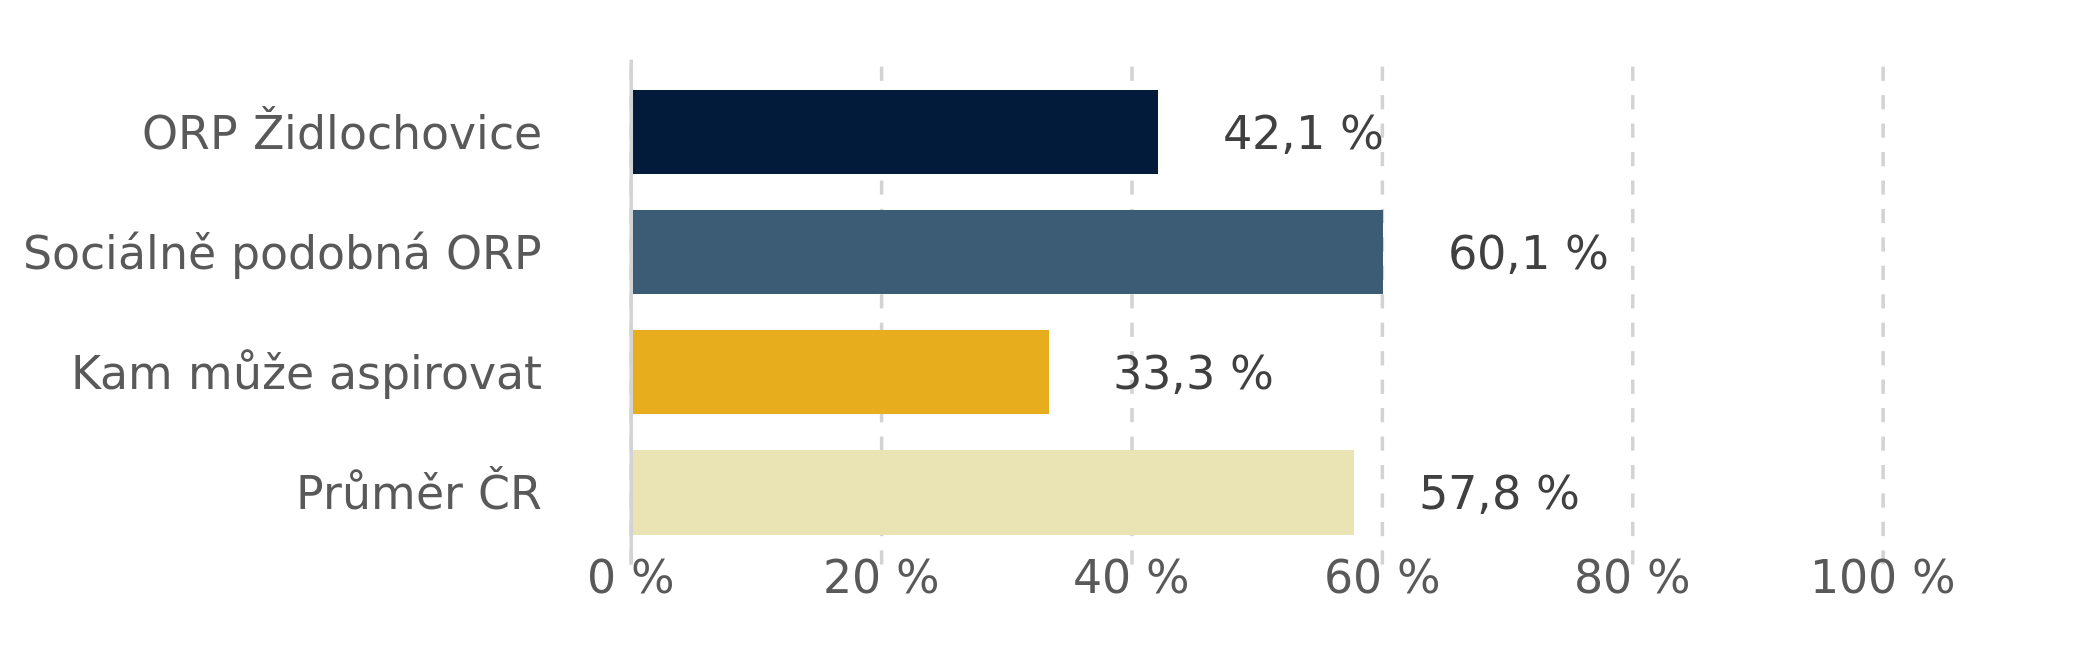 ORP Židlochovice 42,1 %
Sociálně podobná ORP 60,1 %
Kam může aspirovat 33,3 %
Průměr ČR 57,8 %
0 % 20 % 40 % 60 % 80 % 100 %